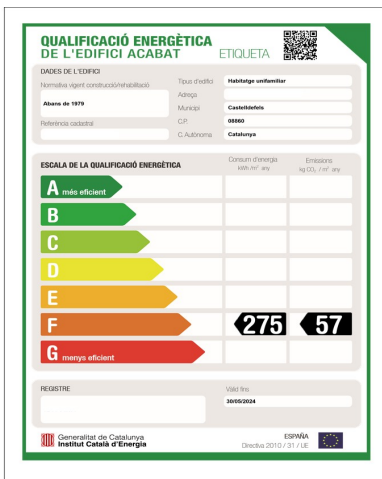 QUALIFICACIÓ ENERGÈTICA
DE L'EDIFICI ACABAT
ETIQUETA
DADES DE L'EDIFICI
Normativa vigent construcció/rehabilitació
Abans de 1979
Referència cadastral
Tipus d'edifici
Habitatge unifamiliar
Adreça
Municipi
Castelldefels
C.P.
08860
C. Autònoma
Catalunya
ESCALA DE LA QUALIFICACIÓ ENERGÈTICA
Consum d'energia
kWh /m² any
Emissions
kg CO₂ / m² any
A més eficient
B
C
D
E
F
275
57
G menys eficient
REGISTRE
Vàlid fins
30/05/2024
Generalitat de Catalunya
Institut Català d'Energia
ESPAÑA
Directiva 2010 / 31 / UE